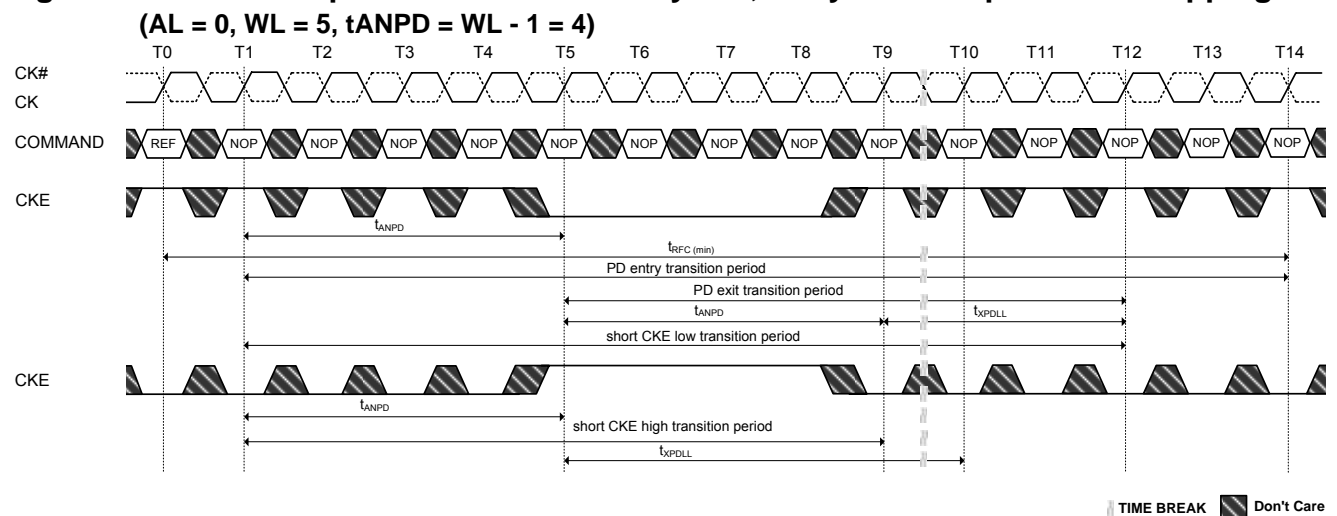 (AL = 0, WL = 5, tANPD = WL - 1 = 4)
T0 T1 T2 T3 T4 T5 T6 T7 T8 T9 T10 T11 T12 T13 T14
CK#
CK
COMMAND REF NOP NOP NOP NOP NOP NOP NOP NOP NOP NOP NOP NOP NOP NOP
CKE
tANPD
tRFC (min)
PD entry transition period
PD exit transition period
tANPD tXPDLL
short CKE low transition period
CKE
tANPD
short CKE high transition period
tXPDLL
TIME BREAK Don't Care